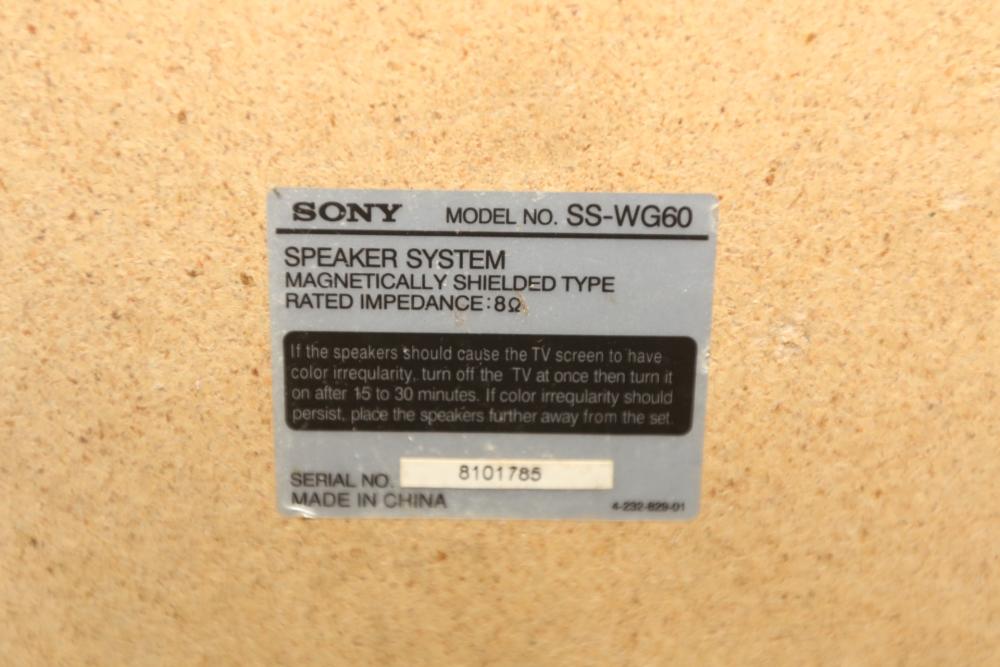 SONY MODEL NO. SS-WG60
SPEAKER SYSTEM
MAGNETICALLY SHIELDED TYPE
RATED IMPEDANCE:8Ω
If the speakers should cause the TV screen to have
color irregularity, turn off the TV at once then turn it
on after 15 to 30 minutes. If color irregularity should
persist, place the speakers further away from the set.
SERIAL NO. 8101785
MADE IN CHINA
4-232-829-01